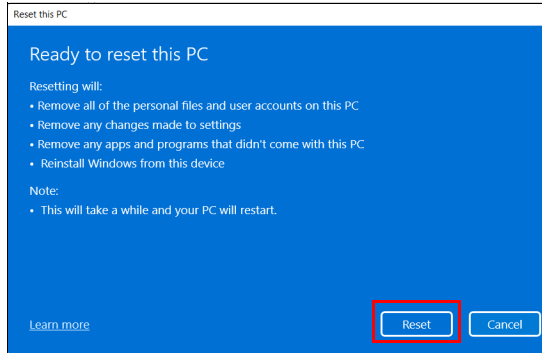 Reset this PC
Ready to reset this PC
Resetting will:
• Remove all of the personal files and user accounts on this PC
• Remove any changes made to settings
• Remove any apps and programs that didn't come with this PC
• Reinstall Windows from this device
Note:
• This will take a while and your PC will restart.
Learn more
Reset
Cancel